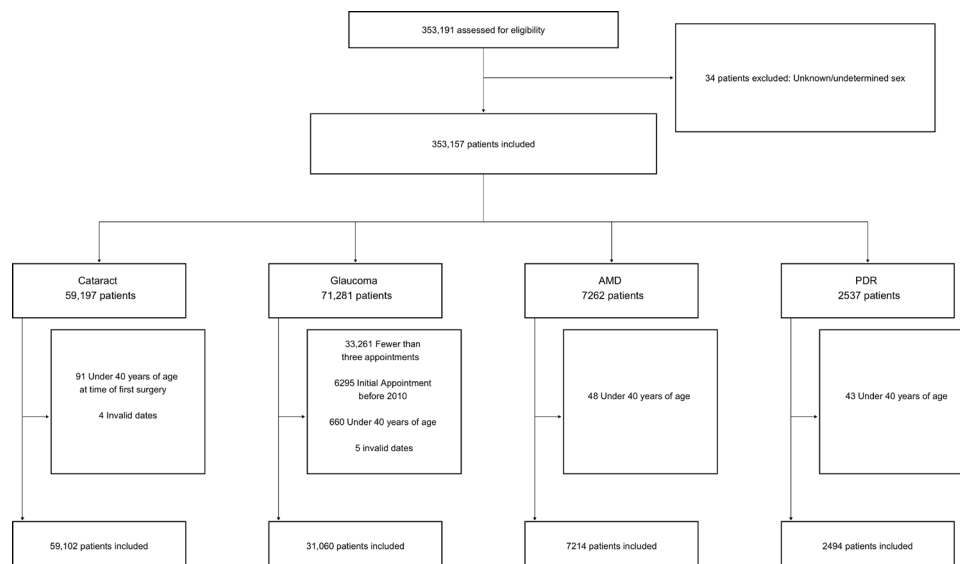 353,191 assessed for eligibility
34 patients excluded: Unknown/undetermined sex
353,157 patients included
Cataract
59,197 patients
Glaucoma
71,281 patients
AMD
7262 patients
PDR
2537 patients
91 Under 40 years of age
at time of first surgery
4 Invalid dates
33,261 Fewer than
three appointments
6295 Initial Appointment
before 2010
660 Under 40 years of age
5 invalid dates
48 Under 40 years of age
43 Under 40 years of age
59,102 patients included
31,060 patients included
7214 patients included
2494 patients included